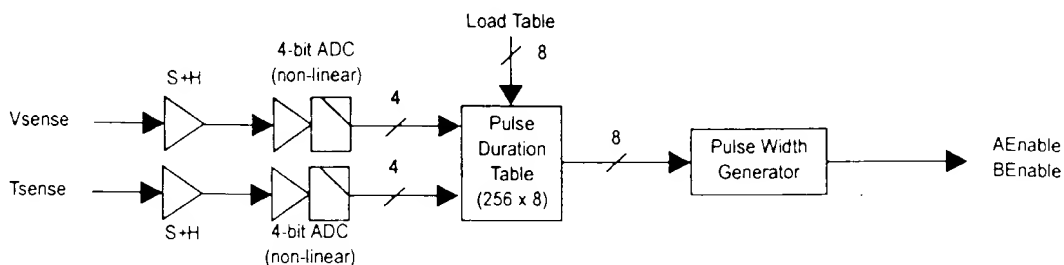 Load Table
8
4-bit ADC
(non-linear)
S+H
4
Vsense
Pulse
Duration
Table
(256 x 8)
8
Pulse Width
Generator
AEnable
BEnable
Tsense
4
S+H
4-bit ADC
(non-linear)